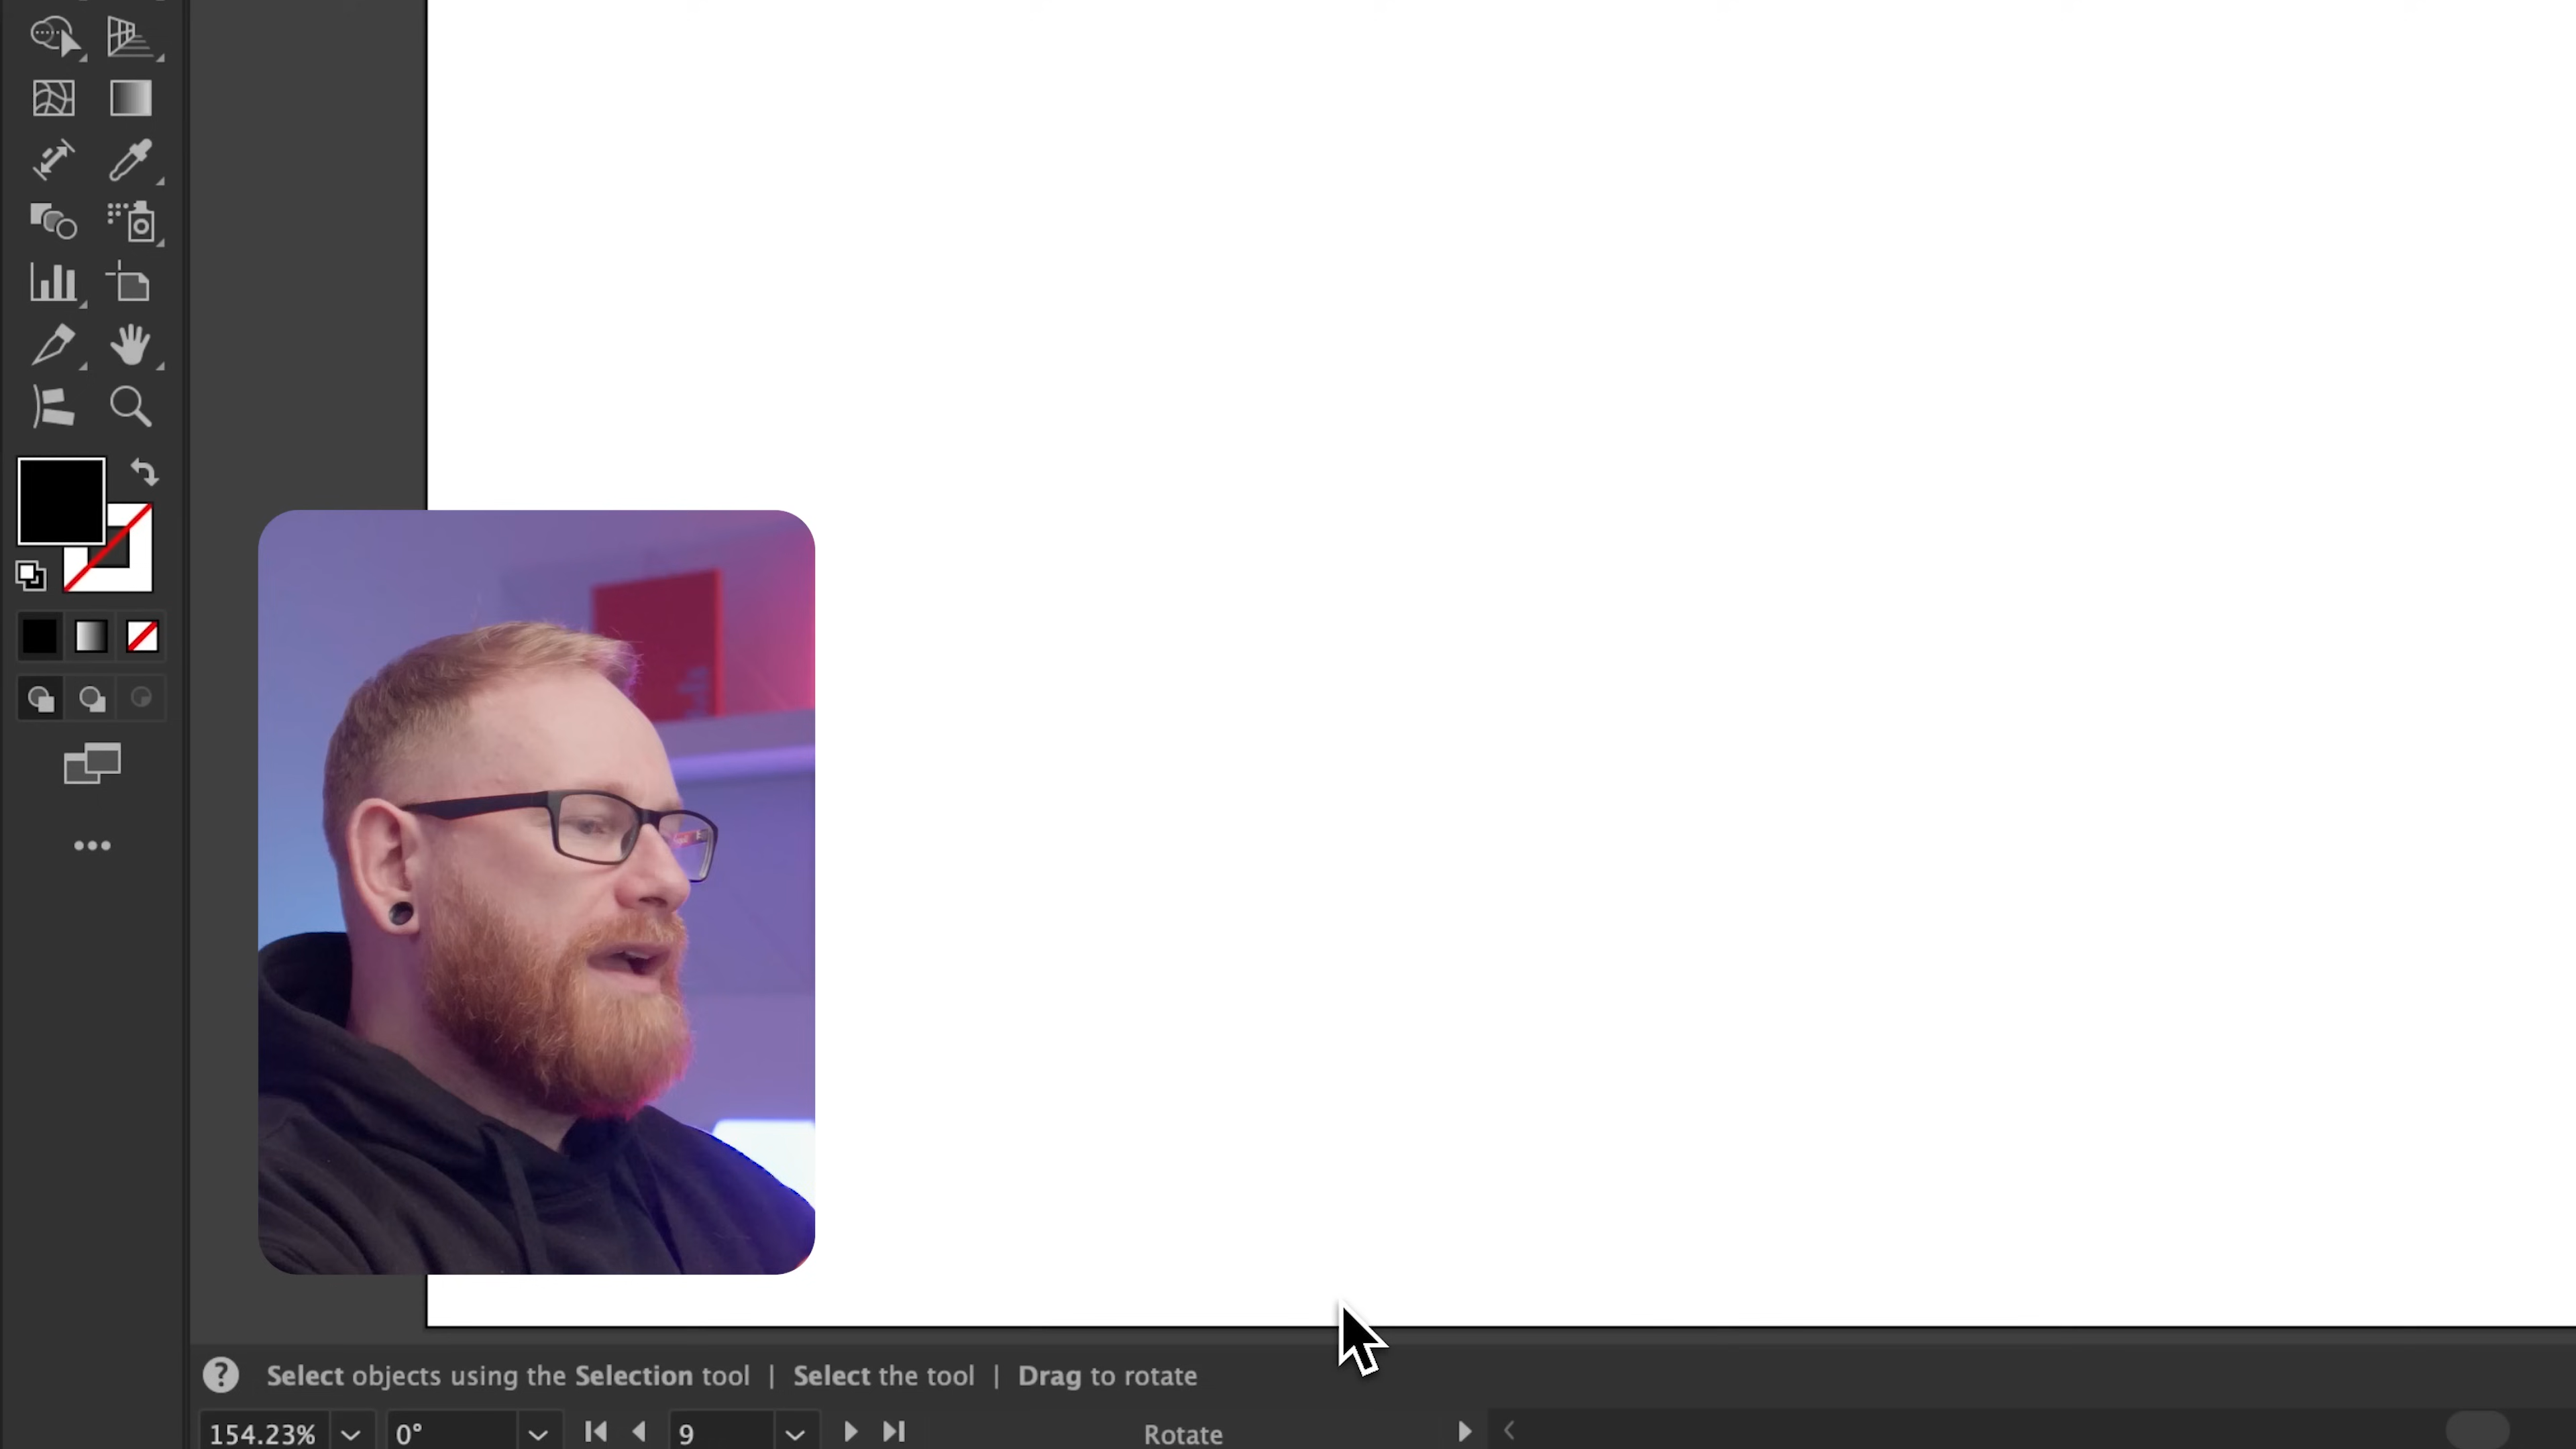 Select objects using the Selection tool | Select the tool | Drag to rotate
154.23% 0° 9 Rotate